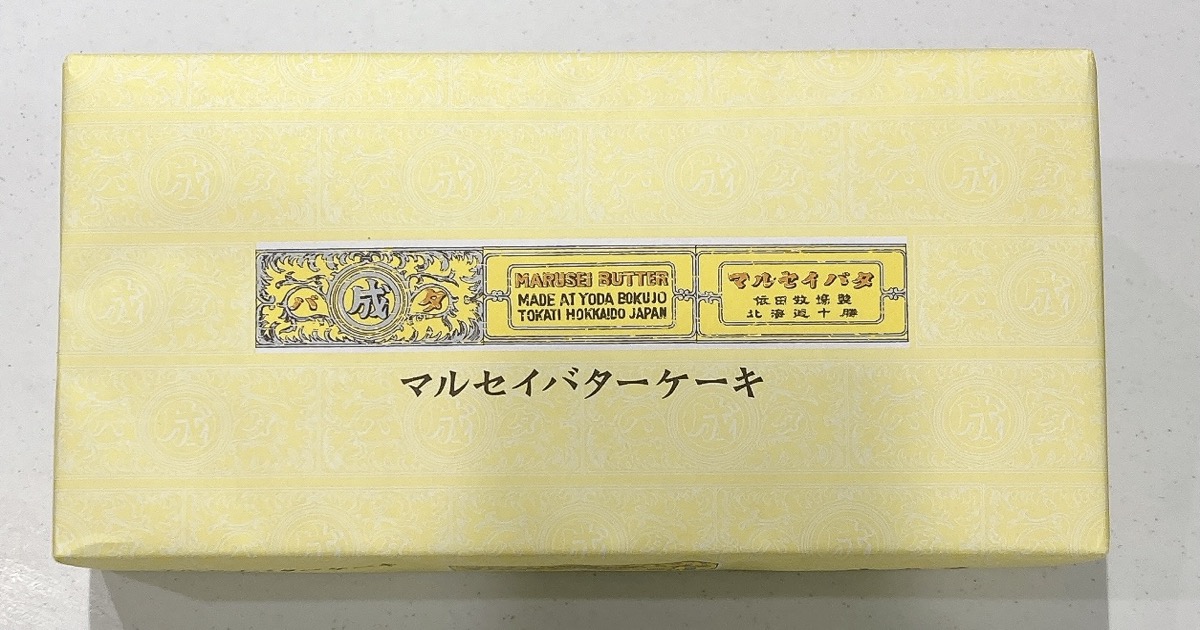 バ 成 タ
MARUSEI BUTTER
MADE AT YODA BOKUJO
TOKATI HOKKAIDO JAPAN
マルセイバタ
依田牧場製
北海道十勝
マルセイバターケーキ